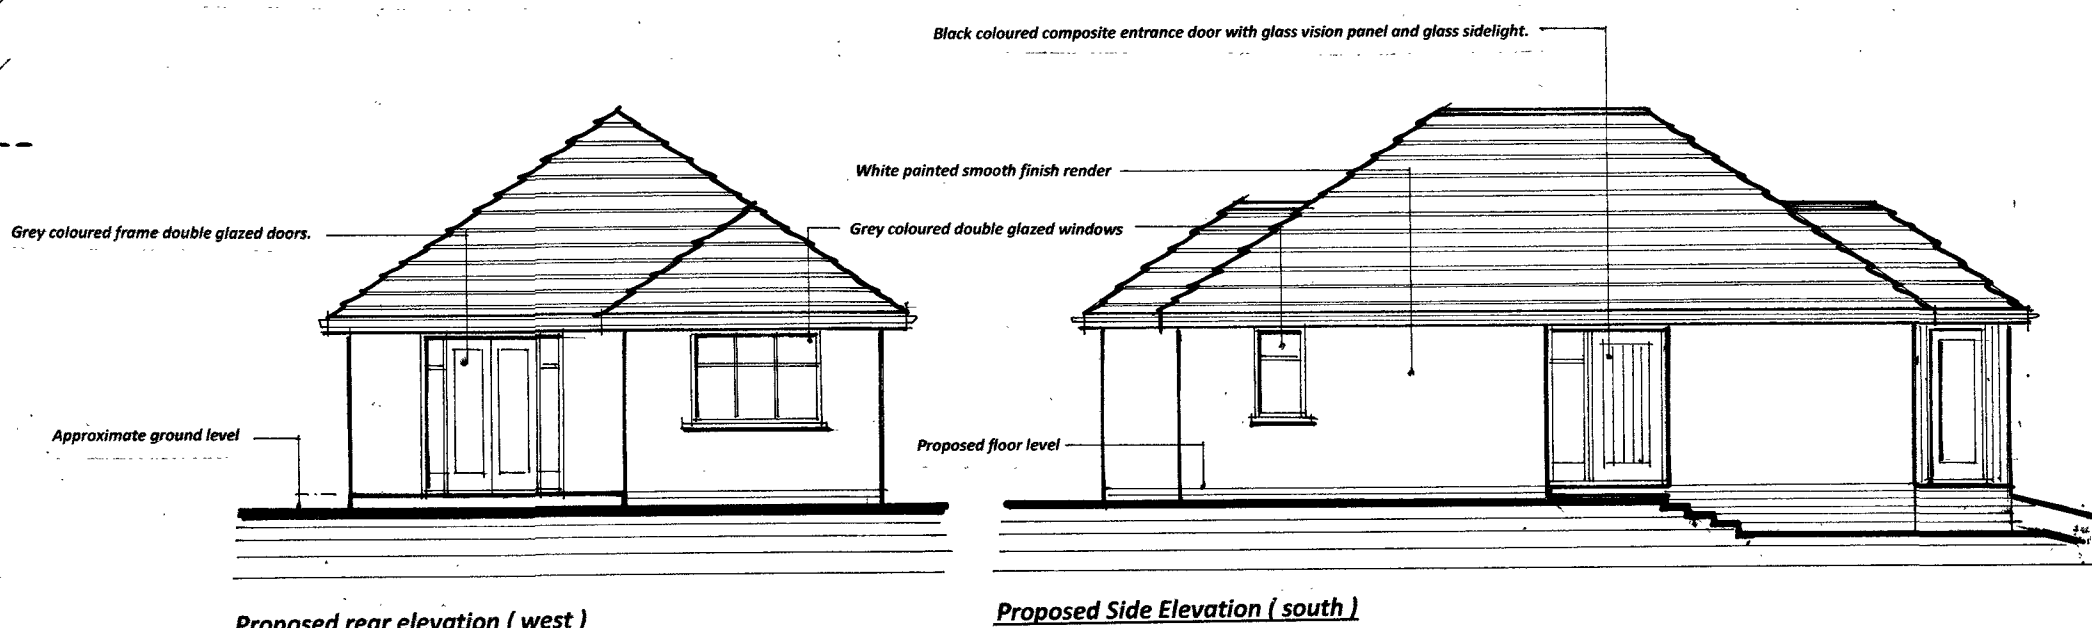 Black coloured composite entrance door with glass vision panel and glass sidelight.
White painted smooth finish render
Grey coloured frame double glazed doors.
Grey coloured double glazed windows
Approximate ground level
Proposed floor level
Proposed rear elevation ( west )
Proposed Side Elevation ( south )